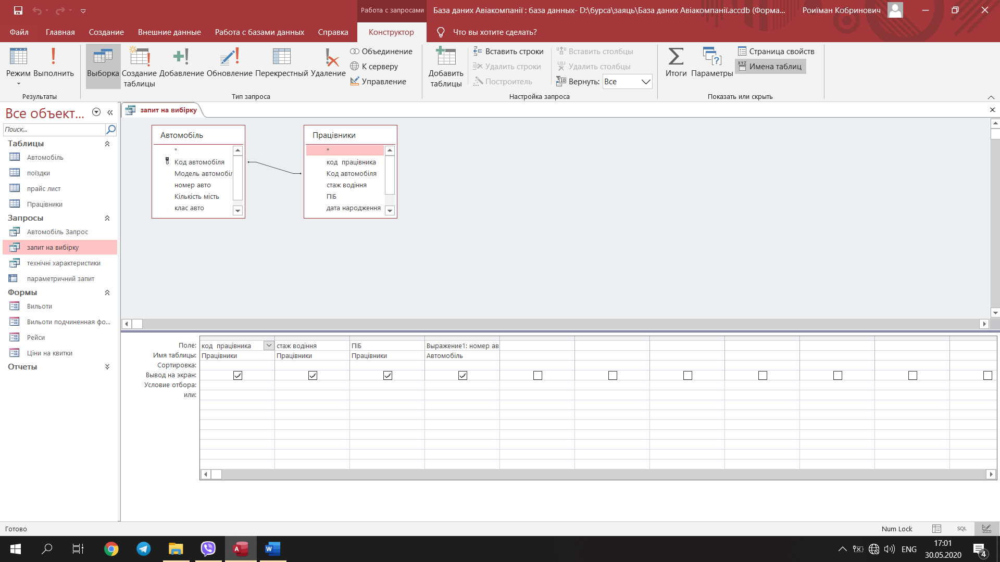 Работа с запросами
База даних Авіакомпанії : база данных- D:\бурса\заяць\База даних Авіакомпанії.accdb (Форма...
Роиїман Кобринович
Файл
Главная
Создание
Внешние данные
Работа с базами данных
Справка
Конструктор
Что вы хотите сделать?
Режим
Выполнить
Результаты
Выборка
Создание таблицы
Добавление
Обновление
Перекрестный
Удаление
Объединение
К серверу
Управление
Тип запроса
Добавить таблицы
Вставить строки
Удалить строки
Построитель
Вставить столбцы
Удалить столбцы
Вернуть: Все
Настройка запроса
Итоги
Параметры
Страница свойств
Имена таблиц
Показать или скрыть
Все объект...
Поиск...
Таблицы
Автомобіль
поїздки
прайс лист
Працівники
Запросы
Автомобіль Запрос
запит на вибірку
технічні характеристики
параметричний запит
Формы
Вильоти
Вильоти подчиненная фо...
Рейси
Ціни на квитки
Отчеты
запит на вибірку
Автомобіль
*
Код автомобіля
Модель автомобіл
номер авто
Кількість мість
клас авто
Працівники
*
код працівника
Код автомобіля
стаж водіння
ПІБ
дата народження
Поле: код працівника стаж водіння ПІБ Выражение1: номер ав
Имя таблицы: Працівники Працівники Працівники Автомобіль
Сортировка:
Вывод на экран:
Условие отбора:
или:
Готово
Num Lock
SQL
ENG
17:01
30.05.2020
4